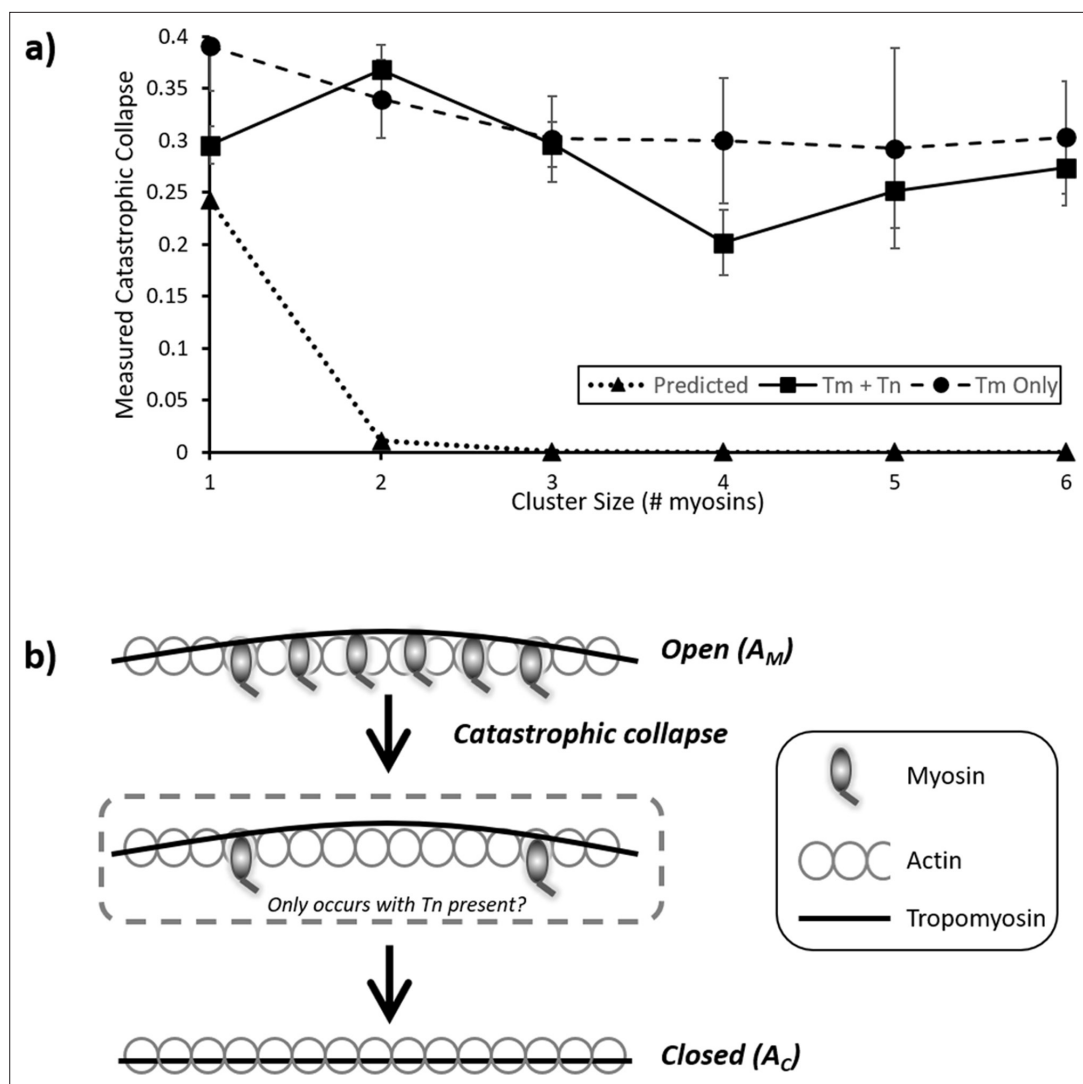 a)
Measured Catastrophic Collapse
0.4
0.35
0.3
0.25
0.2
0.15
0.1
0.05
0
Predicted Tm + Tn Tm Only
1 2 3 4 5 6
Cluster Size (# myosins)
b)
Open (A_M)
Catastrophic collapse
Only occurs with Tn present?
Closed (A_C)
Myosin
Actin
Tropomyosin